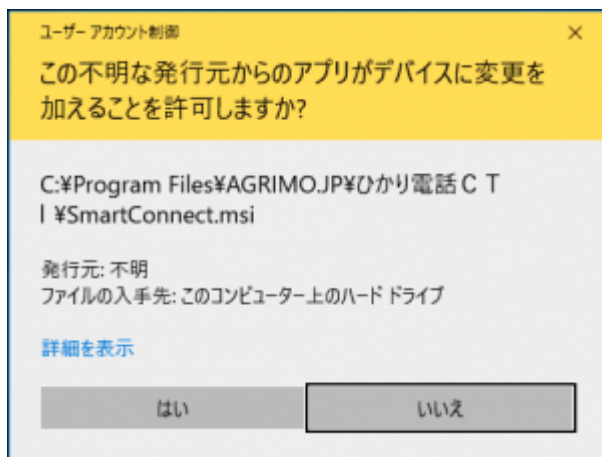 ユーザー アカウント制御
この不明な発行元からのアプリがデバイスに変更を
加えることを許可しますか?
C:¥Program Files¥AGRIMO.JP¥ひかり電話ＣＴ
Ｉ¥SmartConnect.msi
発行元: 不明
ファイルの入手先: このコンピューター上のハード ドライブ
詳細を表示
はい
いいえ